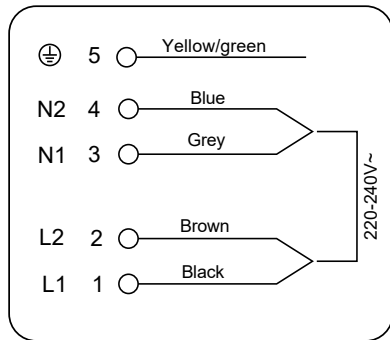 5 Yellow/green
N2 4 Blue
N1 3 Grey
220-240V~
L2 2 Brown
L1 1 Black